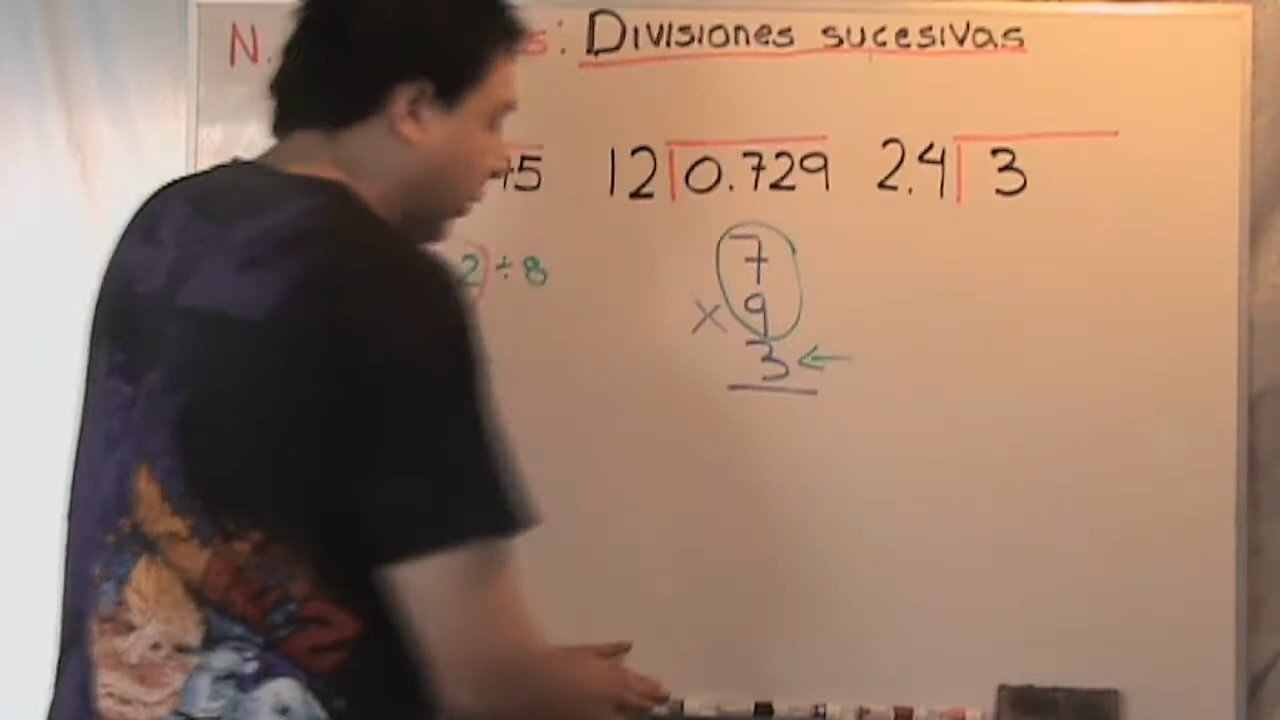 N. s: Divisiones sucesivas
5 12 0.729 2.4 3
2) ÷ 8
7
x 9
3 ←